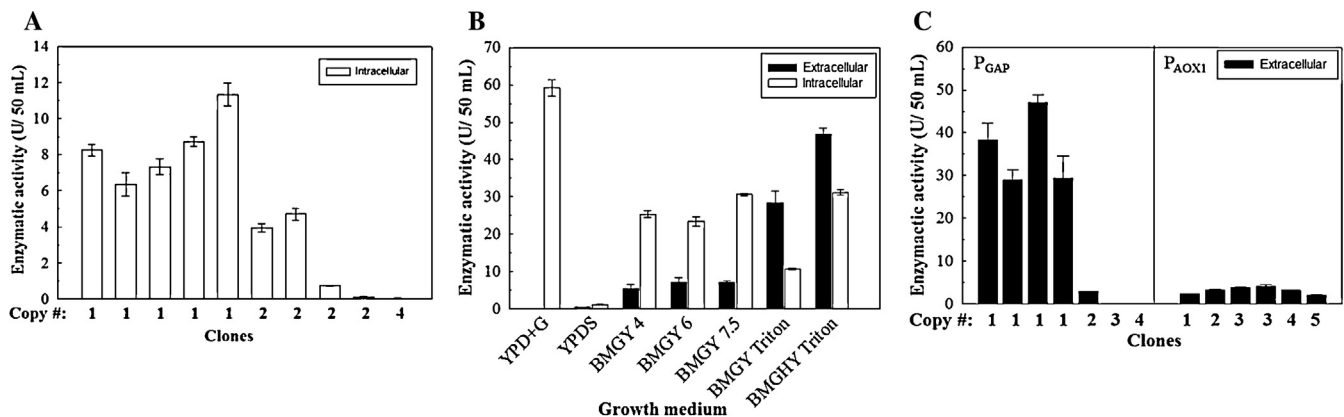 A
Enzymatic activity (U/ 50 mL)
14
12
10
8
6
4
2
0
Intracellular
Copy #: 1 1 1 1 1 2 2 2 2 4
Clones
B
Enzymatic activity (U/ 50 mL)
70
60
50
40
30
20
10
0
Extracellular
Intracellular
YPD+G
YPDS
BMGY 4
BMGY 6
BMGY 7.5
BMGY Triton
BMGHY Triton
Growth medium
C
Enzymactic activity (U/ 50 mL)
60
50
40
30
20
10
0
PGAP
PAOX1
Extracellular
Copy #: 1 1 1 1 2 3 4 1 2 3 3 4 5
Clones